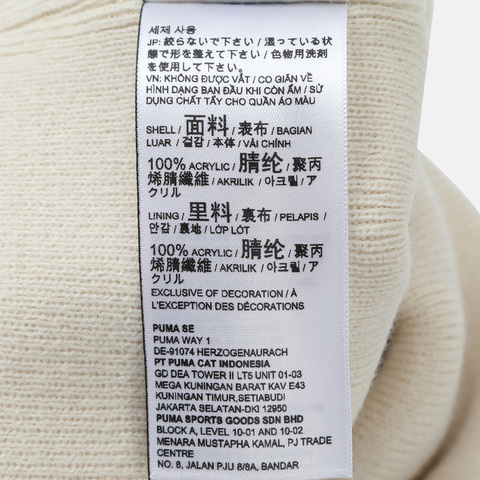 세제 사용
JP: 絞らないで下さい / 湿っている状
態で形を整えて下さい / 色物用洗剤
を使用して下さい。
VN: KHÔNG ĐƯỢC VẮT / CO GIÃN VỀ
HÌNH DẠNG BAN ĐẦU KHI CÒN ẨM / SỬ
DỤNG CHẤT TẨY CHO QUẦN ÁO MÀU
SHELL / 面料 / 表布 / BAGIAN
LUAR / 겉감 / 本体 / VẢI CHÍNH
100% ACRYLIC / 腈纶 / 聚丙
烯腈纖維 / AKRILIK / 아크릴 / ア
クリル
LINING / 里料 / 裏布 / PELAPIS /
안감 / 裏地 / LỚP LÓT
100% ACRYLIC / 腈纶 / 聚丙
烯腈纖維 / AKRILIK / 아크릴 / ア
クリル
EXCLUSIVE OF DECORATION / À
L'EXCEPTION DES DÉCORATIONS
PUMA SE
PUMA WAY 1
DE-91074 HERZOGENAURACH
PT PUMA CAT INDONESIA
GD DEA TOWER II LT5 UNIT 01-03
MEGA KUNINGAN BARAT KAV E43
KUNINGAN TIMUR,SETIABUDI
JAKARTA SELATAN-DKI 12950
PUMA SPORTS GOODS SDN BHD
BLOCK A, LEVEL 10-01 AND 10-02
MENARA MUSTAPHA KAMAL, PJ TRADE
CENTRE
NO. 8, JALAN PJU 8/8A, BANDAR